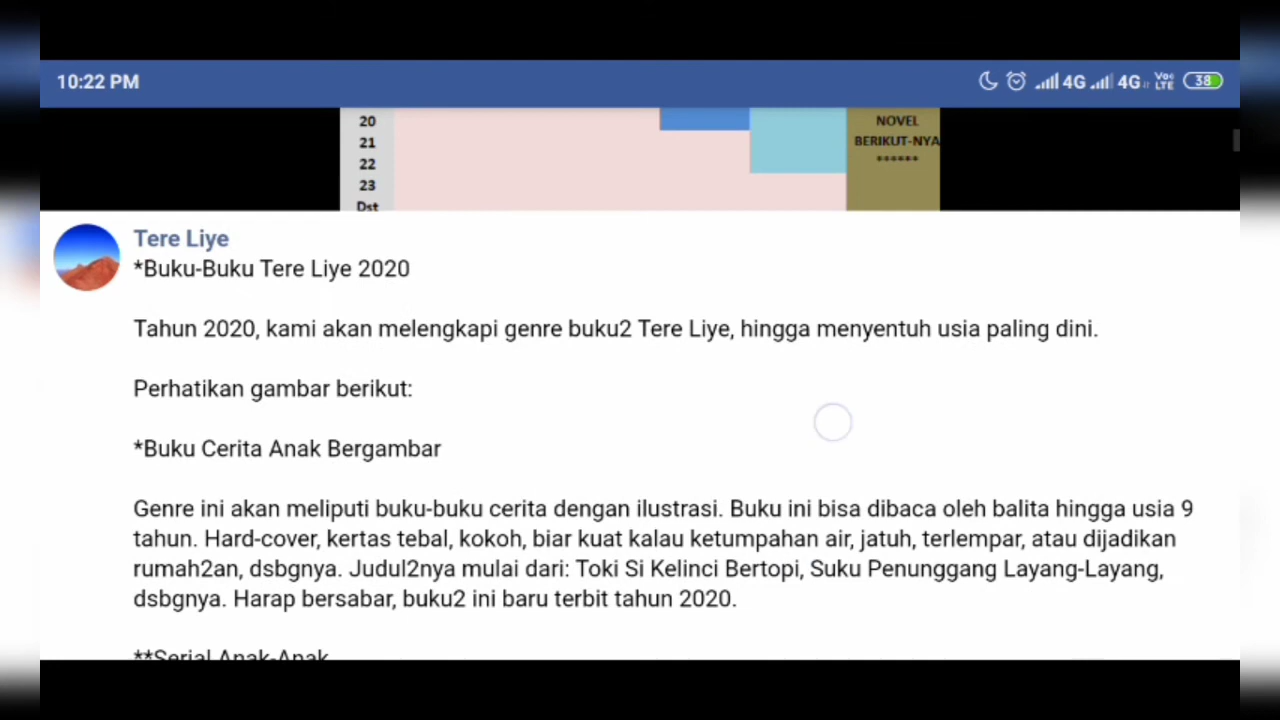 10:22 PM
4G
4G
Vo
LTE
38
20
21
22
23
Dst
NOVEL
BERIKUT-NYA
******
Tere Liye
*Buku-Buku Tere Liye 2020
Tahun 2020, kami akan melengkapi genre buku2 Tere Liye, hingga menyentuh usia paling dini.
Perhatikan gambar berikut:
*Buku Cerita Anak Bergambar
Genre ini akan meliputi buku-buku cerita dengan ilustrasi. Buku ini bisa dibaca oleh balita hingga usia 9
tahun. Hard-cover, kertas tebal, kokoh, biar kuat kalau ketumpahan air, jatuh, terlempar, atau dijadikan
rumah2an, dsbgnya. Judul2nya mulai dari: Toki Si Kelinci Bertopi, Suku Penunggang Layang-Layang,
dsbgnya. Harap bersabar, buku2 ini baru terbit tahun 2020.
**Serial Anak-Anak